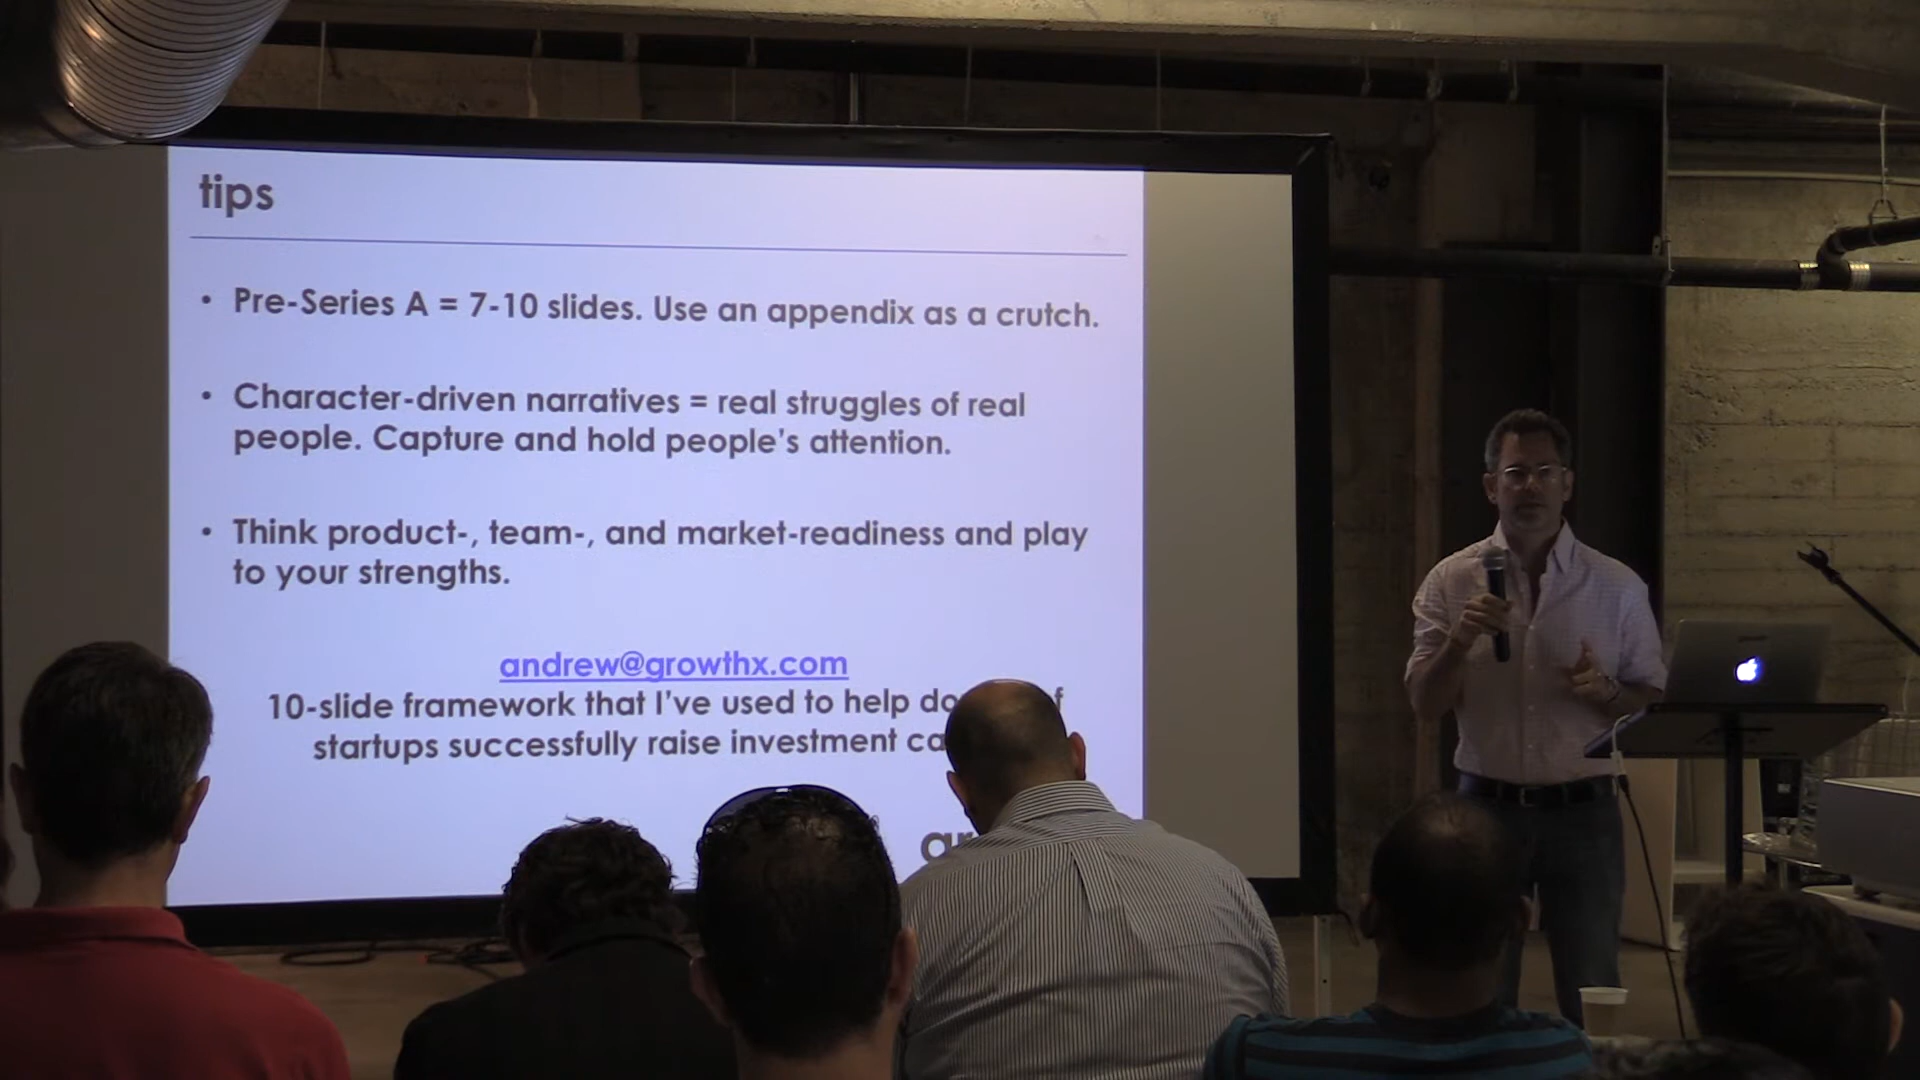 tips
• Pre-Series A = 7-10 slides. Use an appendix as a crutch.
• Character-driven narratives = real struggles of real
people. Capture and hold people's attention.
• Think product-, team-, and market-readiness and play
to your strengths.
andrew@growthx.com
10-slide framework that I've used to help
startups successfully raise investment